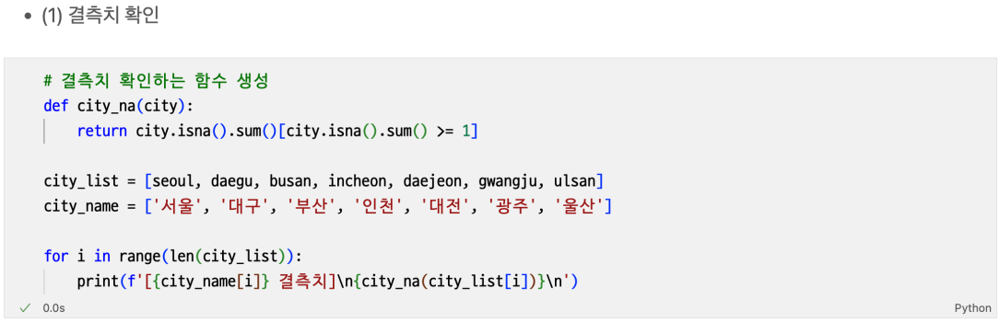 • (1) 결측치 확인
# 결측치 확인하는 함수 생성
def city_na(city):
    return city.isna().sum()[city.isna().sum() >= 1]
city_list = [seoul, daegu, busan, incheon, daejeon, gwangju, ulsan]
city_name = ['서울', '대구', '부산', '인천', '대전', '광주', '울산']
for i in range(len(city_list)):
    print(f'[{city_name[i]} 결측치]\n{city_na(city_list[i])}\n')
✓ 0.0s Python